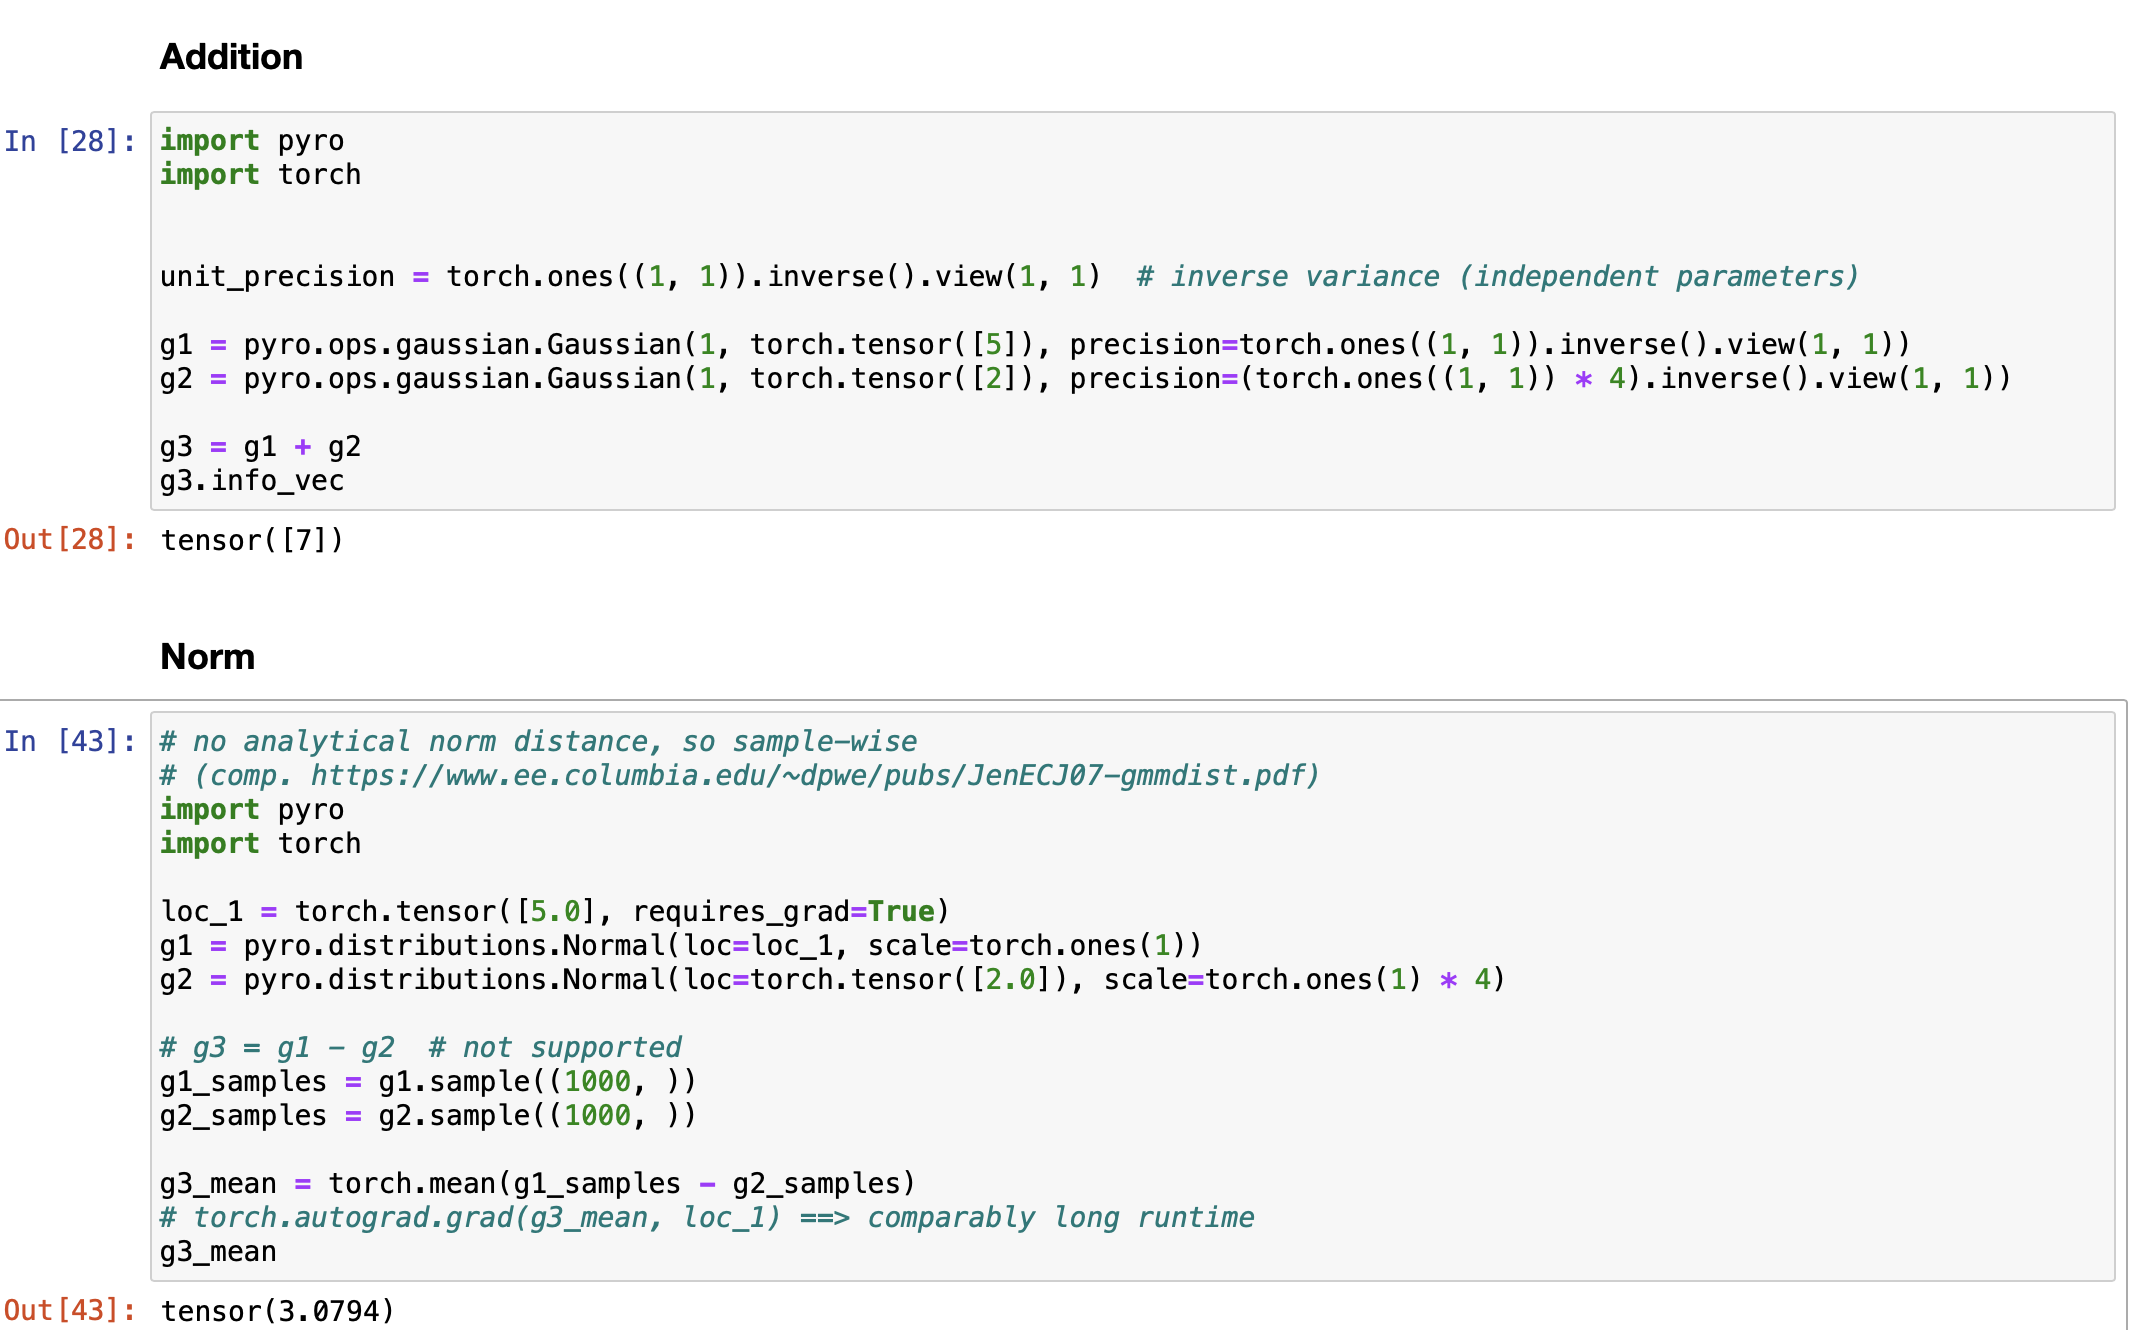 Addition
In [28]:
import pyro
import torch
unit_precision = torch.ones((1, 1)).inverse().view(1, 1)  # inverse variance (independent parameters)
g1 = pyro.ops.gaussian.Gaussian(1, torch.tensor([5]), precision=torch.ones((1, 1)).inverse().view(1, 1))
g2 = pyro.ops.gaussian.Gaussian(1, torch.tensor([2]), precision=(torch.ones((1, 1)) * 4).inverse().view(1, 1))
g3 = g1 + g2
g3.info_vec
Out[28]: tensor([7])
Norm
In [43]:
# no analytical norm distance, so sample-wise
# (comp. https://www.ee.columbia.edu/~dpwe/pubs/JenECJ07-gmmdist.pdf)
import pyro
import torch
loc_1 = torch.tensor([5.0], requires_grad=True)
g1 = pyro.distributions.Normal(loc=loc_1, scale=torch.ones(1))
g2 = pyro.distributions.Normal(loc=torch.tensor([2.0]), scale=torch.ones(1) * 4)
# g3 = g1 - g2  # not supported
g1_samples = g1.sample((1000, ))
g2_samples = g2.sample((1000, ))
g3_mean = torch.mean(g1_samples - g2_samples)
# torch.autograd.grad(g3_mean, loc_1) ==> comparably long runtime
g3_mean
Out[43]: tensor(3.0794)